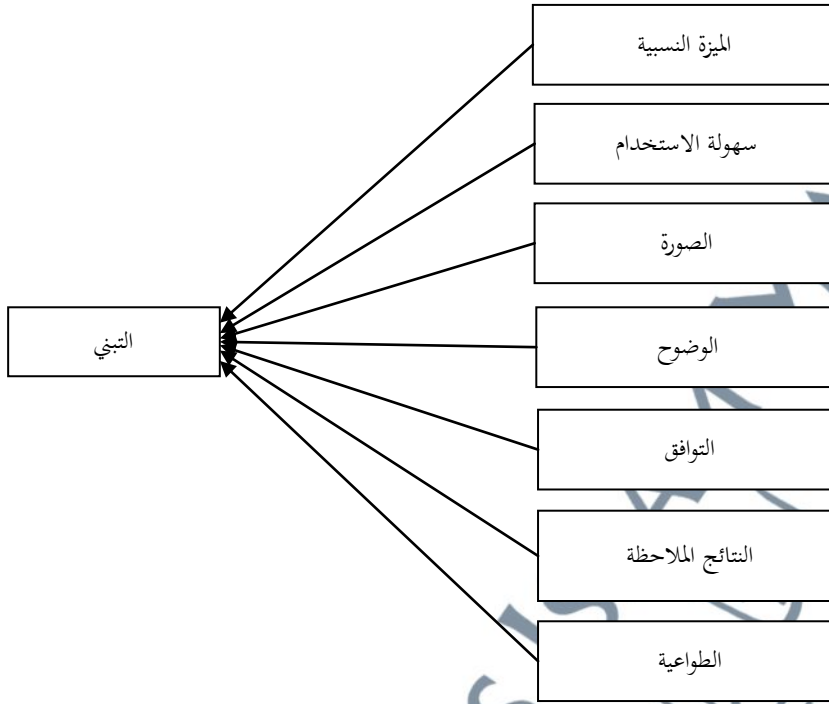 الميزة النسبية
سهولة الاستخدام
الصورة
الوضوح
التبني
التوافق
النتائج الملاحظة
الطواعية